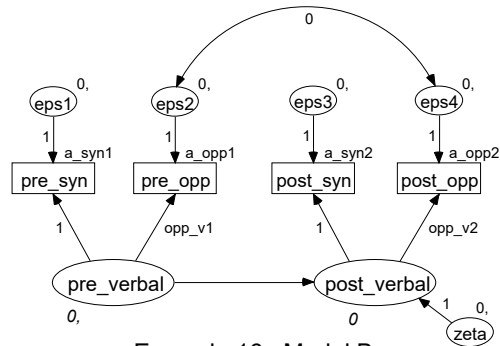 0
0, 0, 0, 0,
eps1 eps2 eps3 eps4
1 1 1 1
a_syn1 a_opp1 a_syn2 a_opp2
pre_syn pre_opp post_syn post_opp
1 opp_v1 1 opp_v2
pre_verbal post_verbal
0, 0 1 0,
zeta